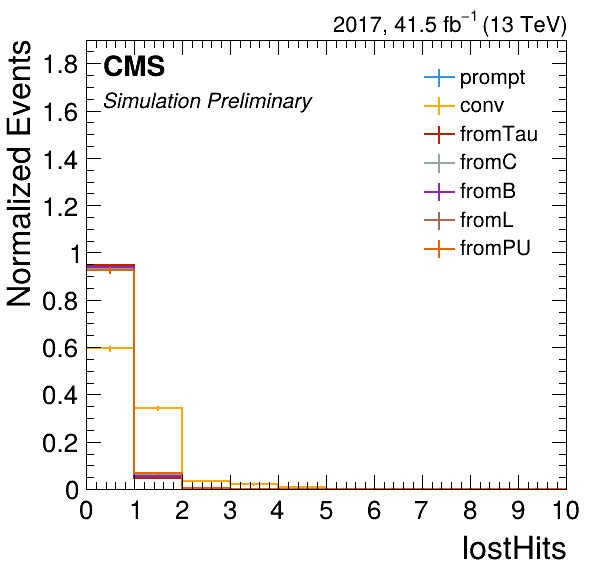 2017, 41.5 fb⁻¹ (13 TeV)
CMS
Simulation Preliminary
prompt
conv
fromTau
fromC
fromB
fromL
fromPU
Normalized Events
1.8
1.6
1.4
1.2
1
0.8
0.6
0.4
0.2
0
0 1 2 3 4 5 6 7 8 9 10
lostHits